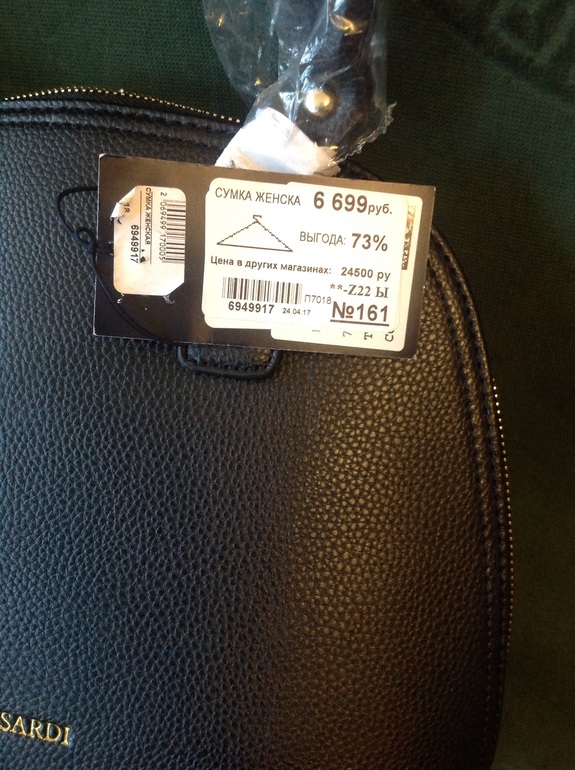 СУМКА ЖЕНСКА 6 699руб.
ВЫГОДА: 73%
Цена в других магазинах: 24500 ру
**-Z22 Ы
П7018
№161
6949917 24.04.17
СУМКА ЖЕНСКАЯ
6949917
SARDI